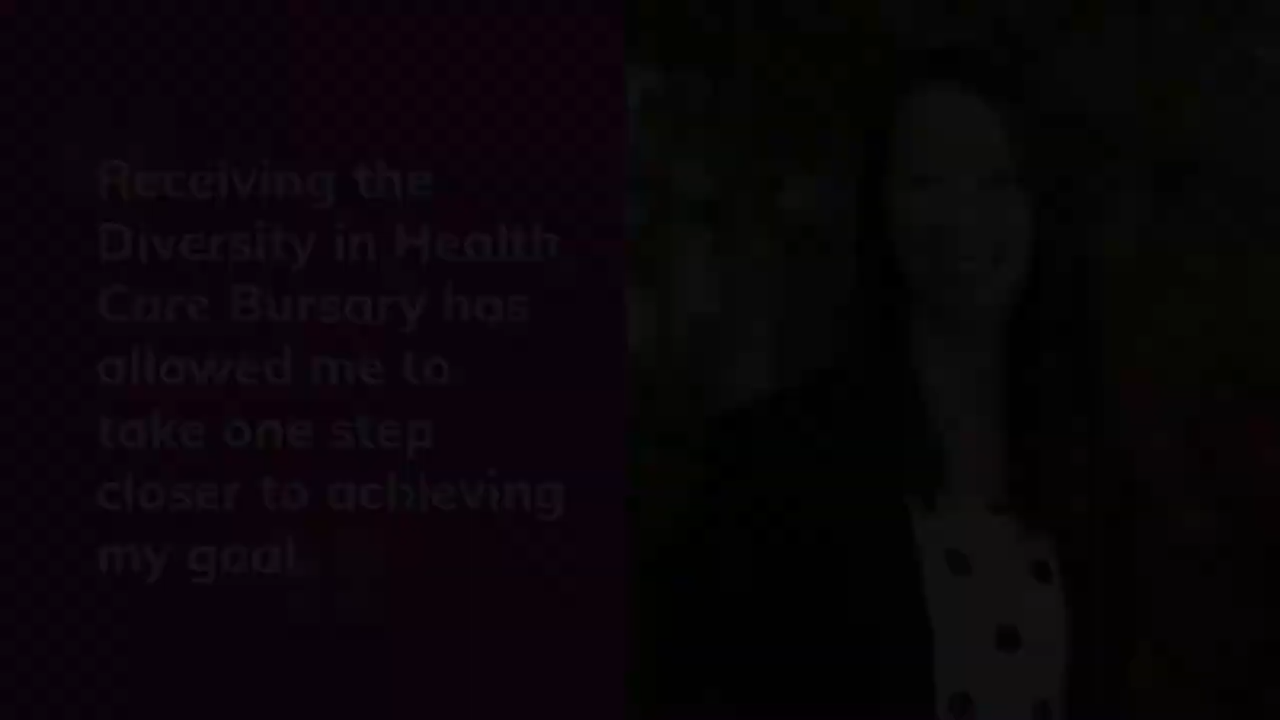 Receiving the
Diversity in Health
Care Bursary has
allowed me to
take one step
closer to achieving
my goal